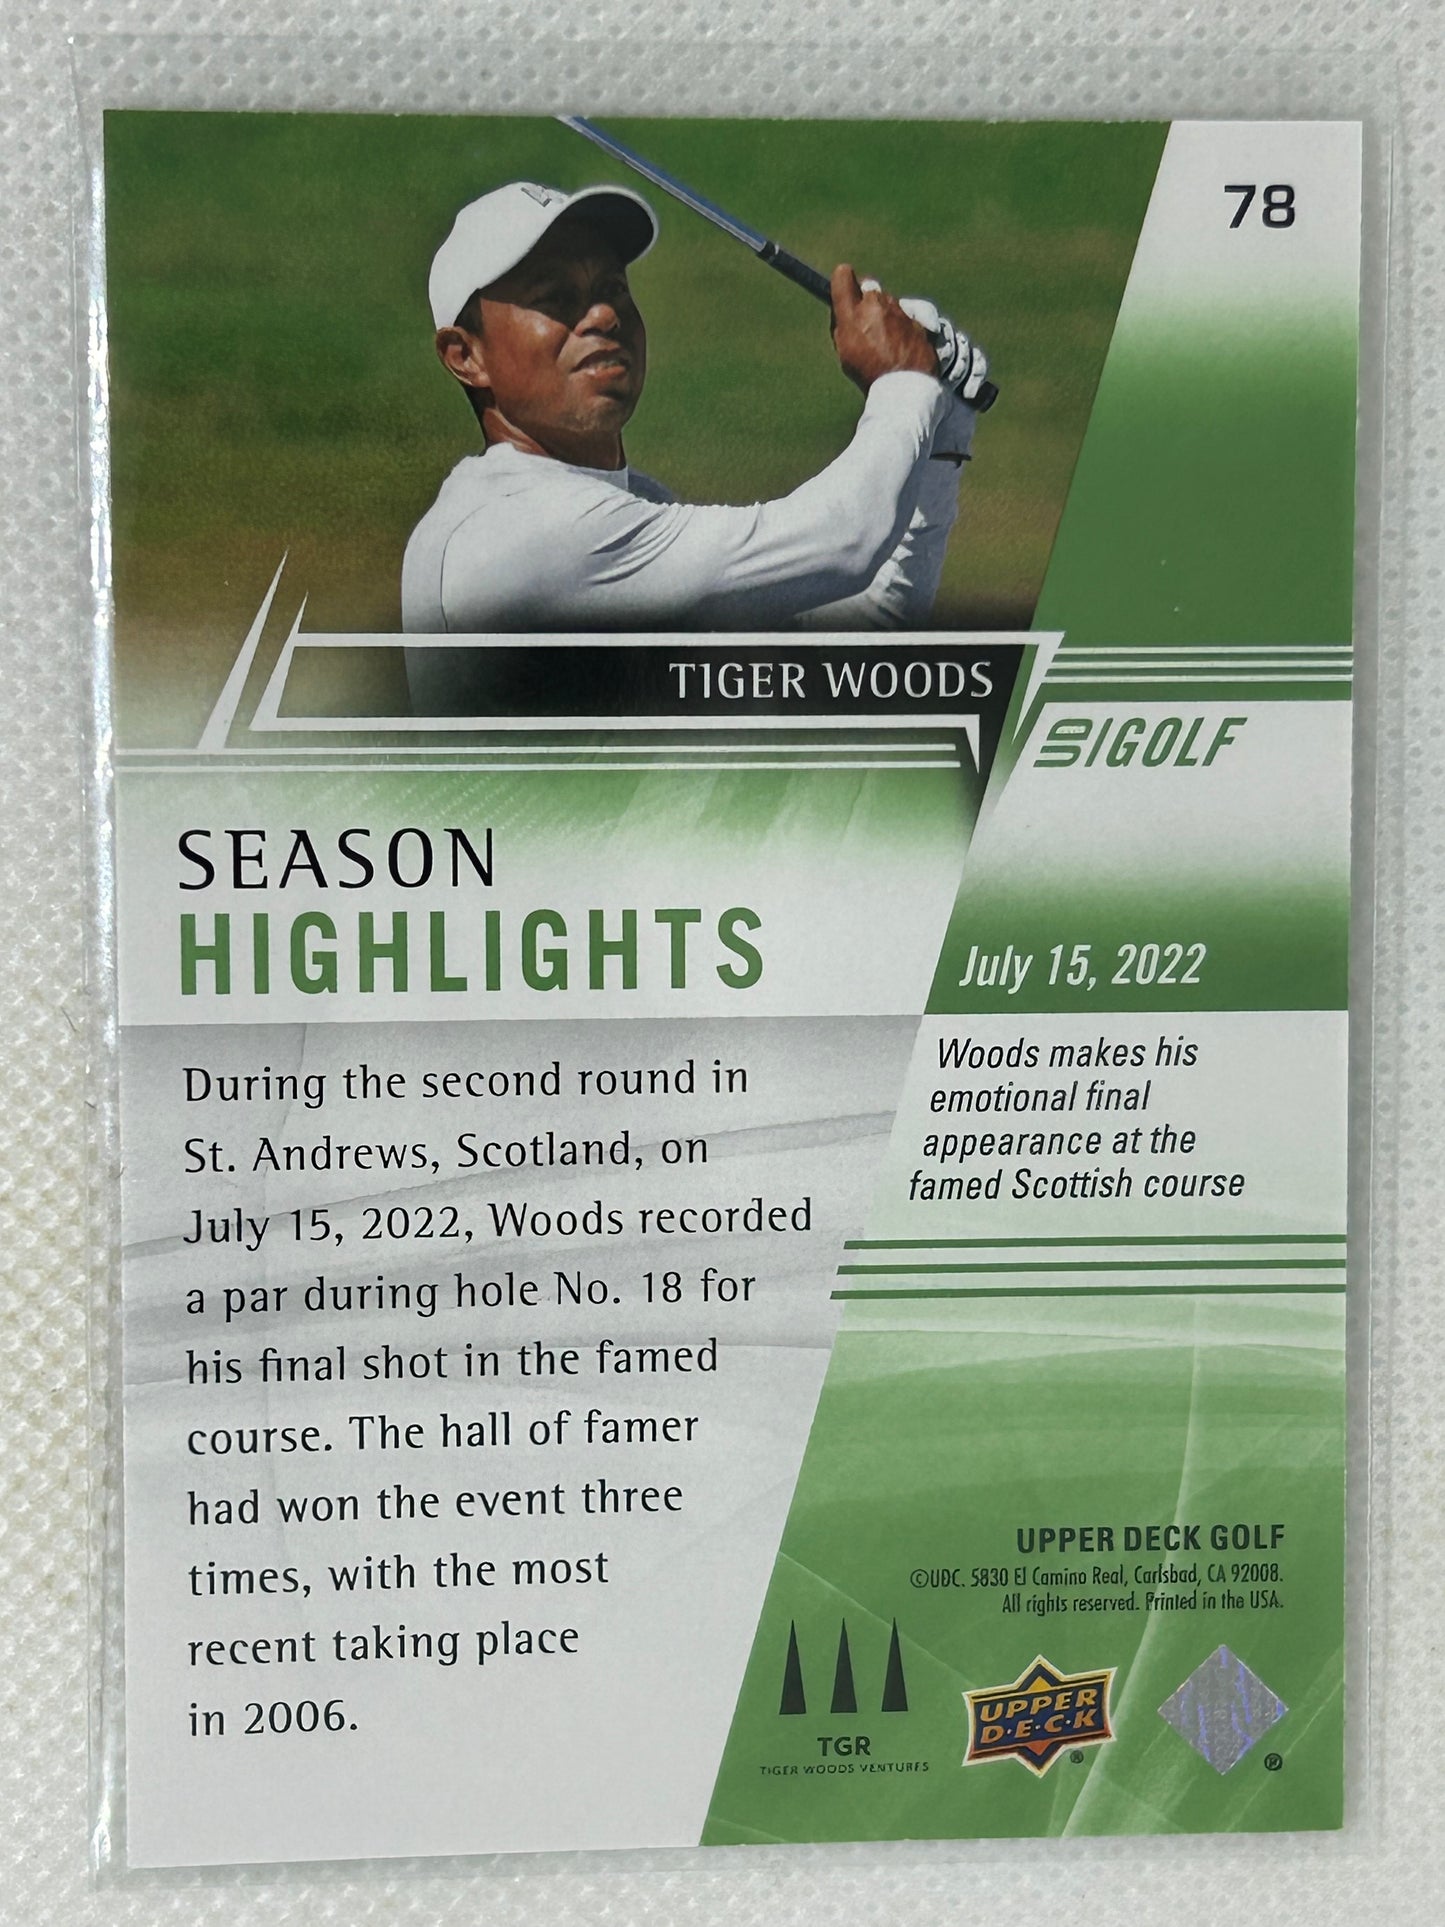 78
TIGER WOODS
UD/GOLF
SEASON
HIGHLIGHTS
July 15, 2022
Woods makes his
emotional final
appearance at the
famed Scottish course
During the second round in
St. Andrews, Scotland, on
July 15, 2022, Woods recorded
a par during hole No. 18 for
his final shot in the famed
course. The hall of famer
had won the event three
times, with the most
recent taking place
in 2006.
UPPER DECK GOLF
©UDC. 5830 El Camino Real, Carlsbad, CA 92008.
All rights reserved. Printed in the USA.
TGR
TIGER WOODS VENTURES
UPPER
D•E•C•K
®
®